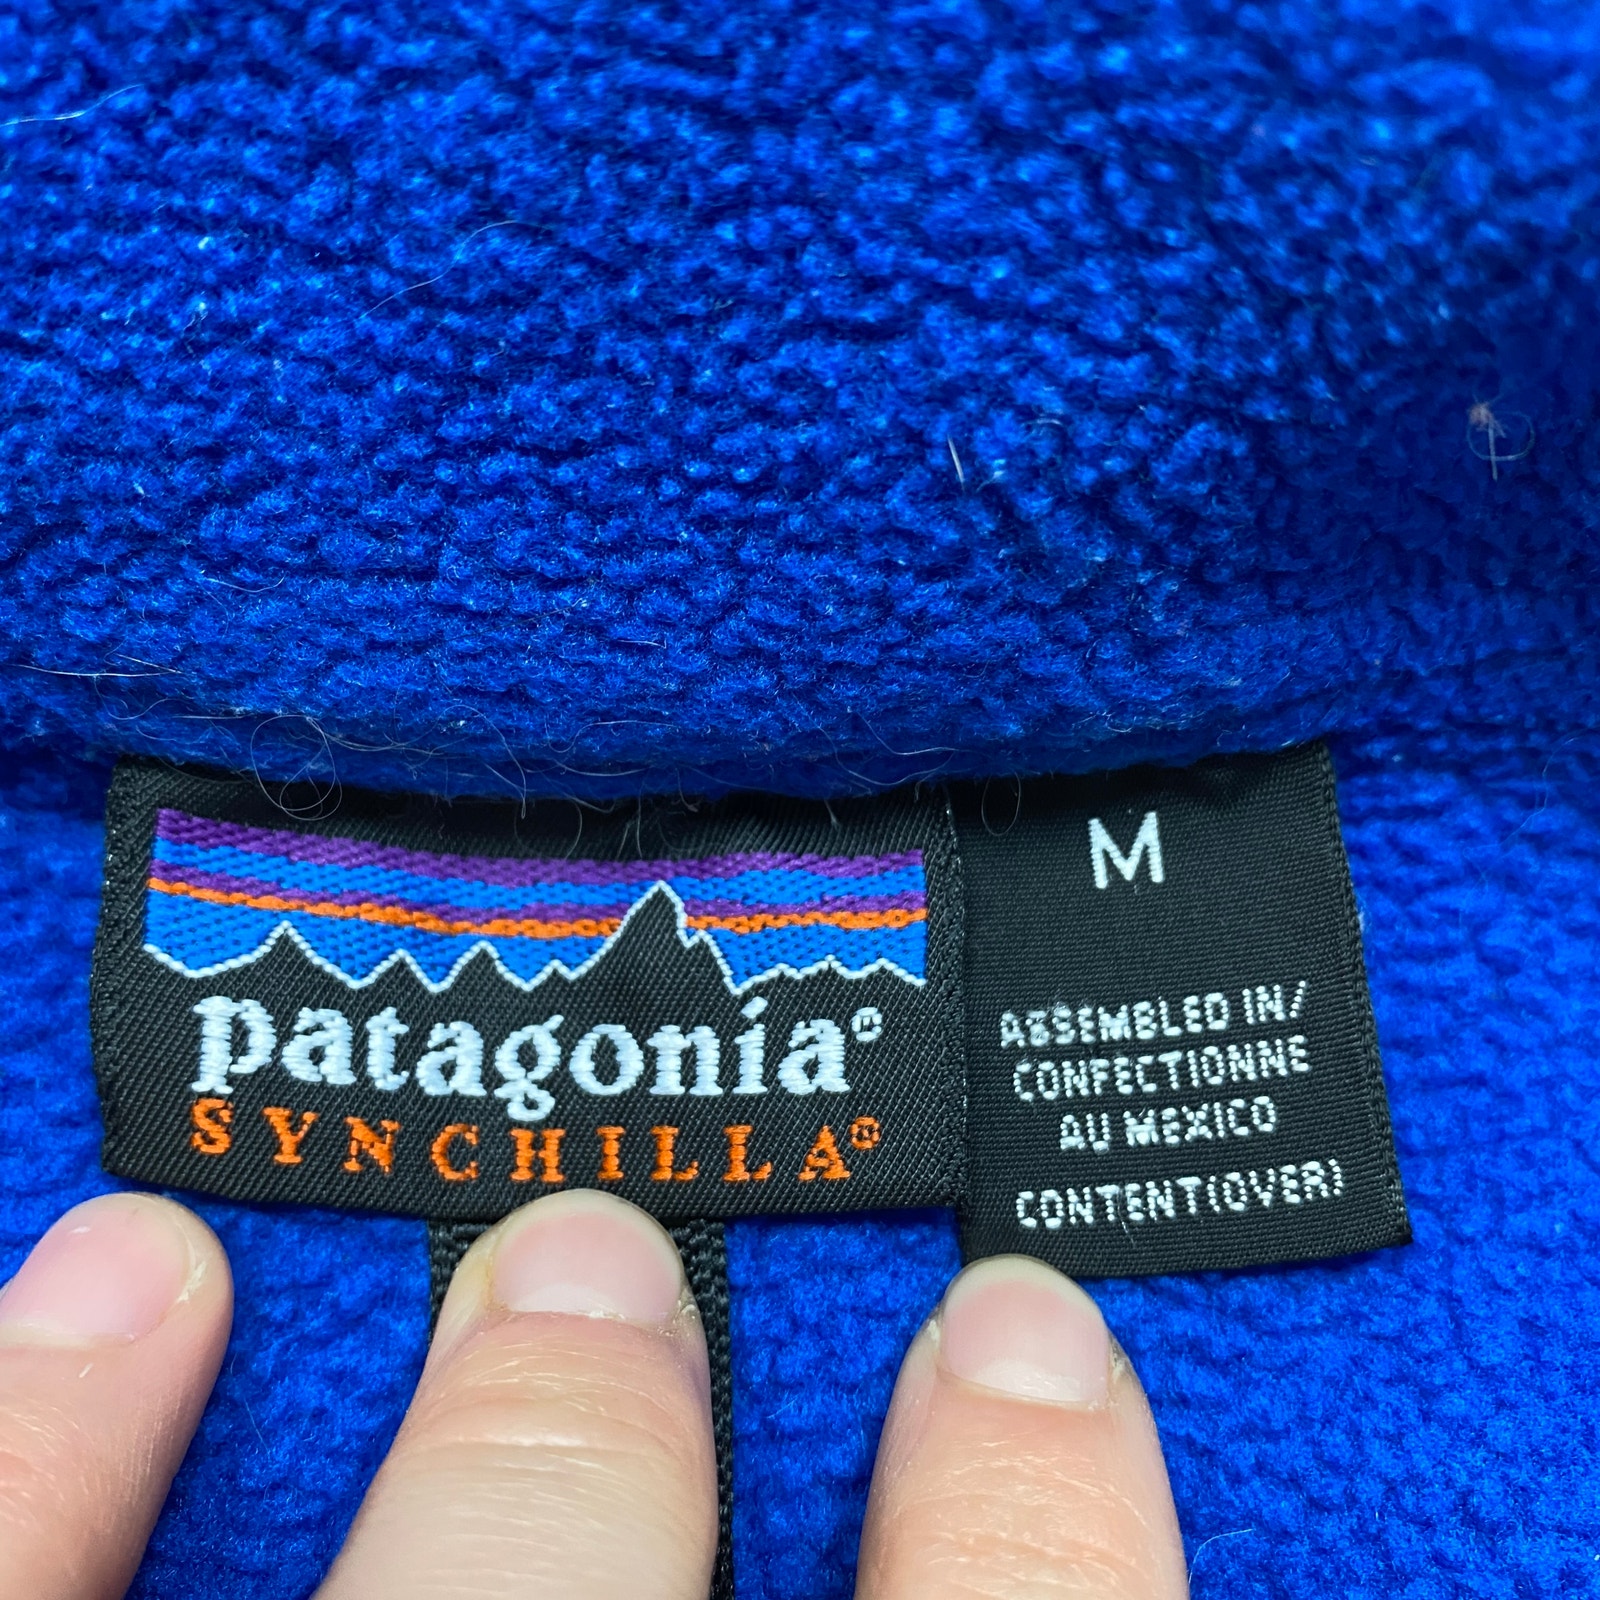 patagonia®
SYNCHILLA®
M
ASSEMBLED IN/
CONFECTIONNE
AU MEXICO
CONTENT(OVER)